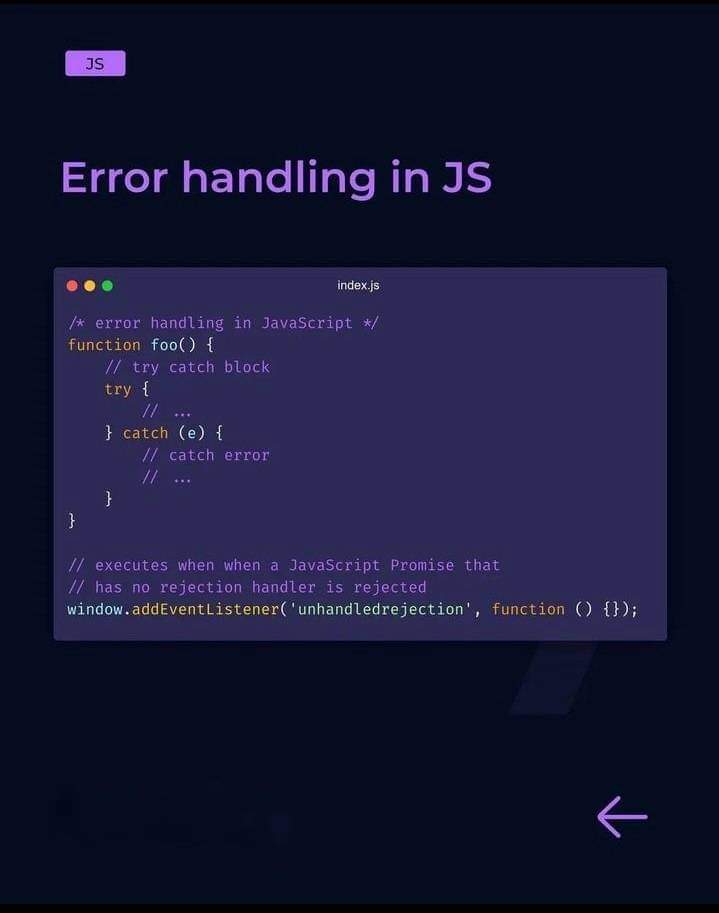 JS
Error handling in JS
index.js
/* error handling in JavaScript */
function foo() {
    // try catch block
    try {
        // ...
    } catch (e) {
        // catch error
        // ...
    }
}
// executes when when a JavaScript Promise that
// has no rejection handler is rejected
window.addEventListener('unhandledrejection', function () {});